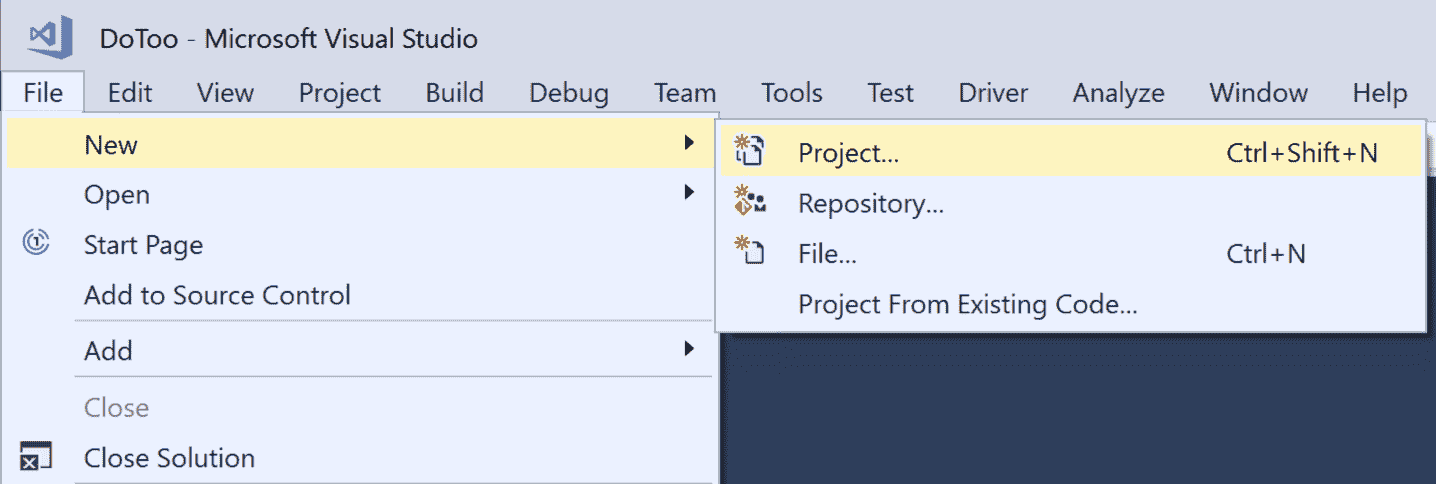 DoToo - Microsoft Visual Studio
File Edit View Project Build Debug Team Tools Test Driver Analyze Window Help
New
Open
Start Page
Add to Source Control
Add
Close
Close Solution
Project... Ctrl+Shift+N
Repository...
File... Ctrl+N
Project From Existing Code...